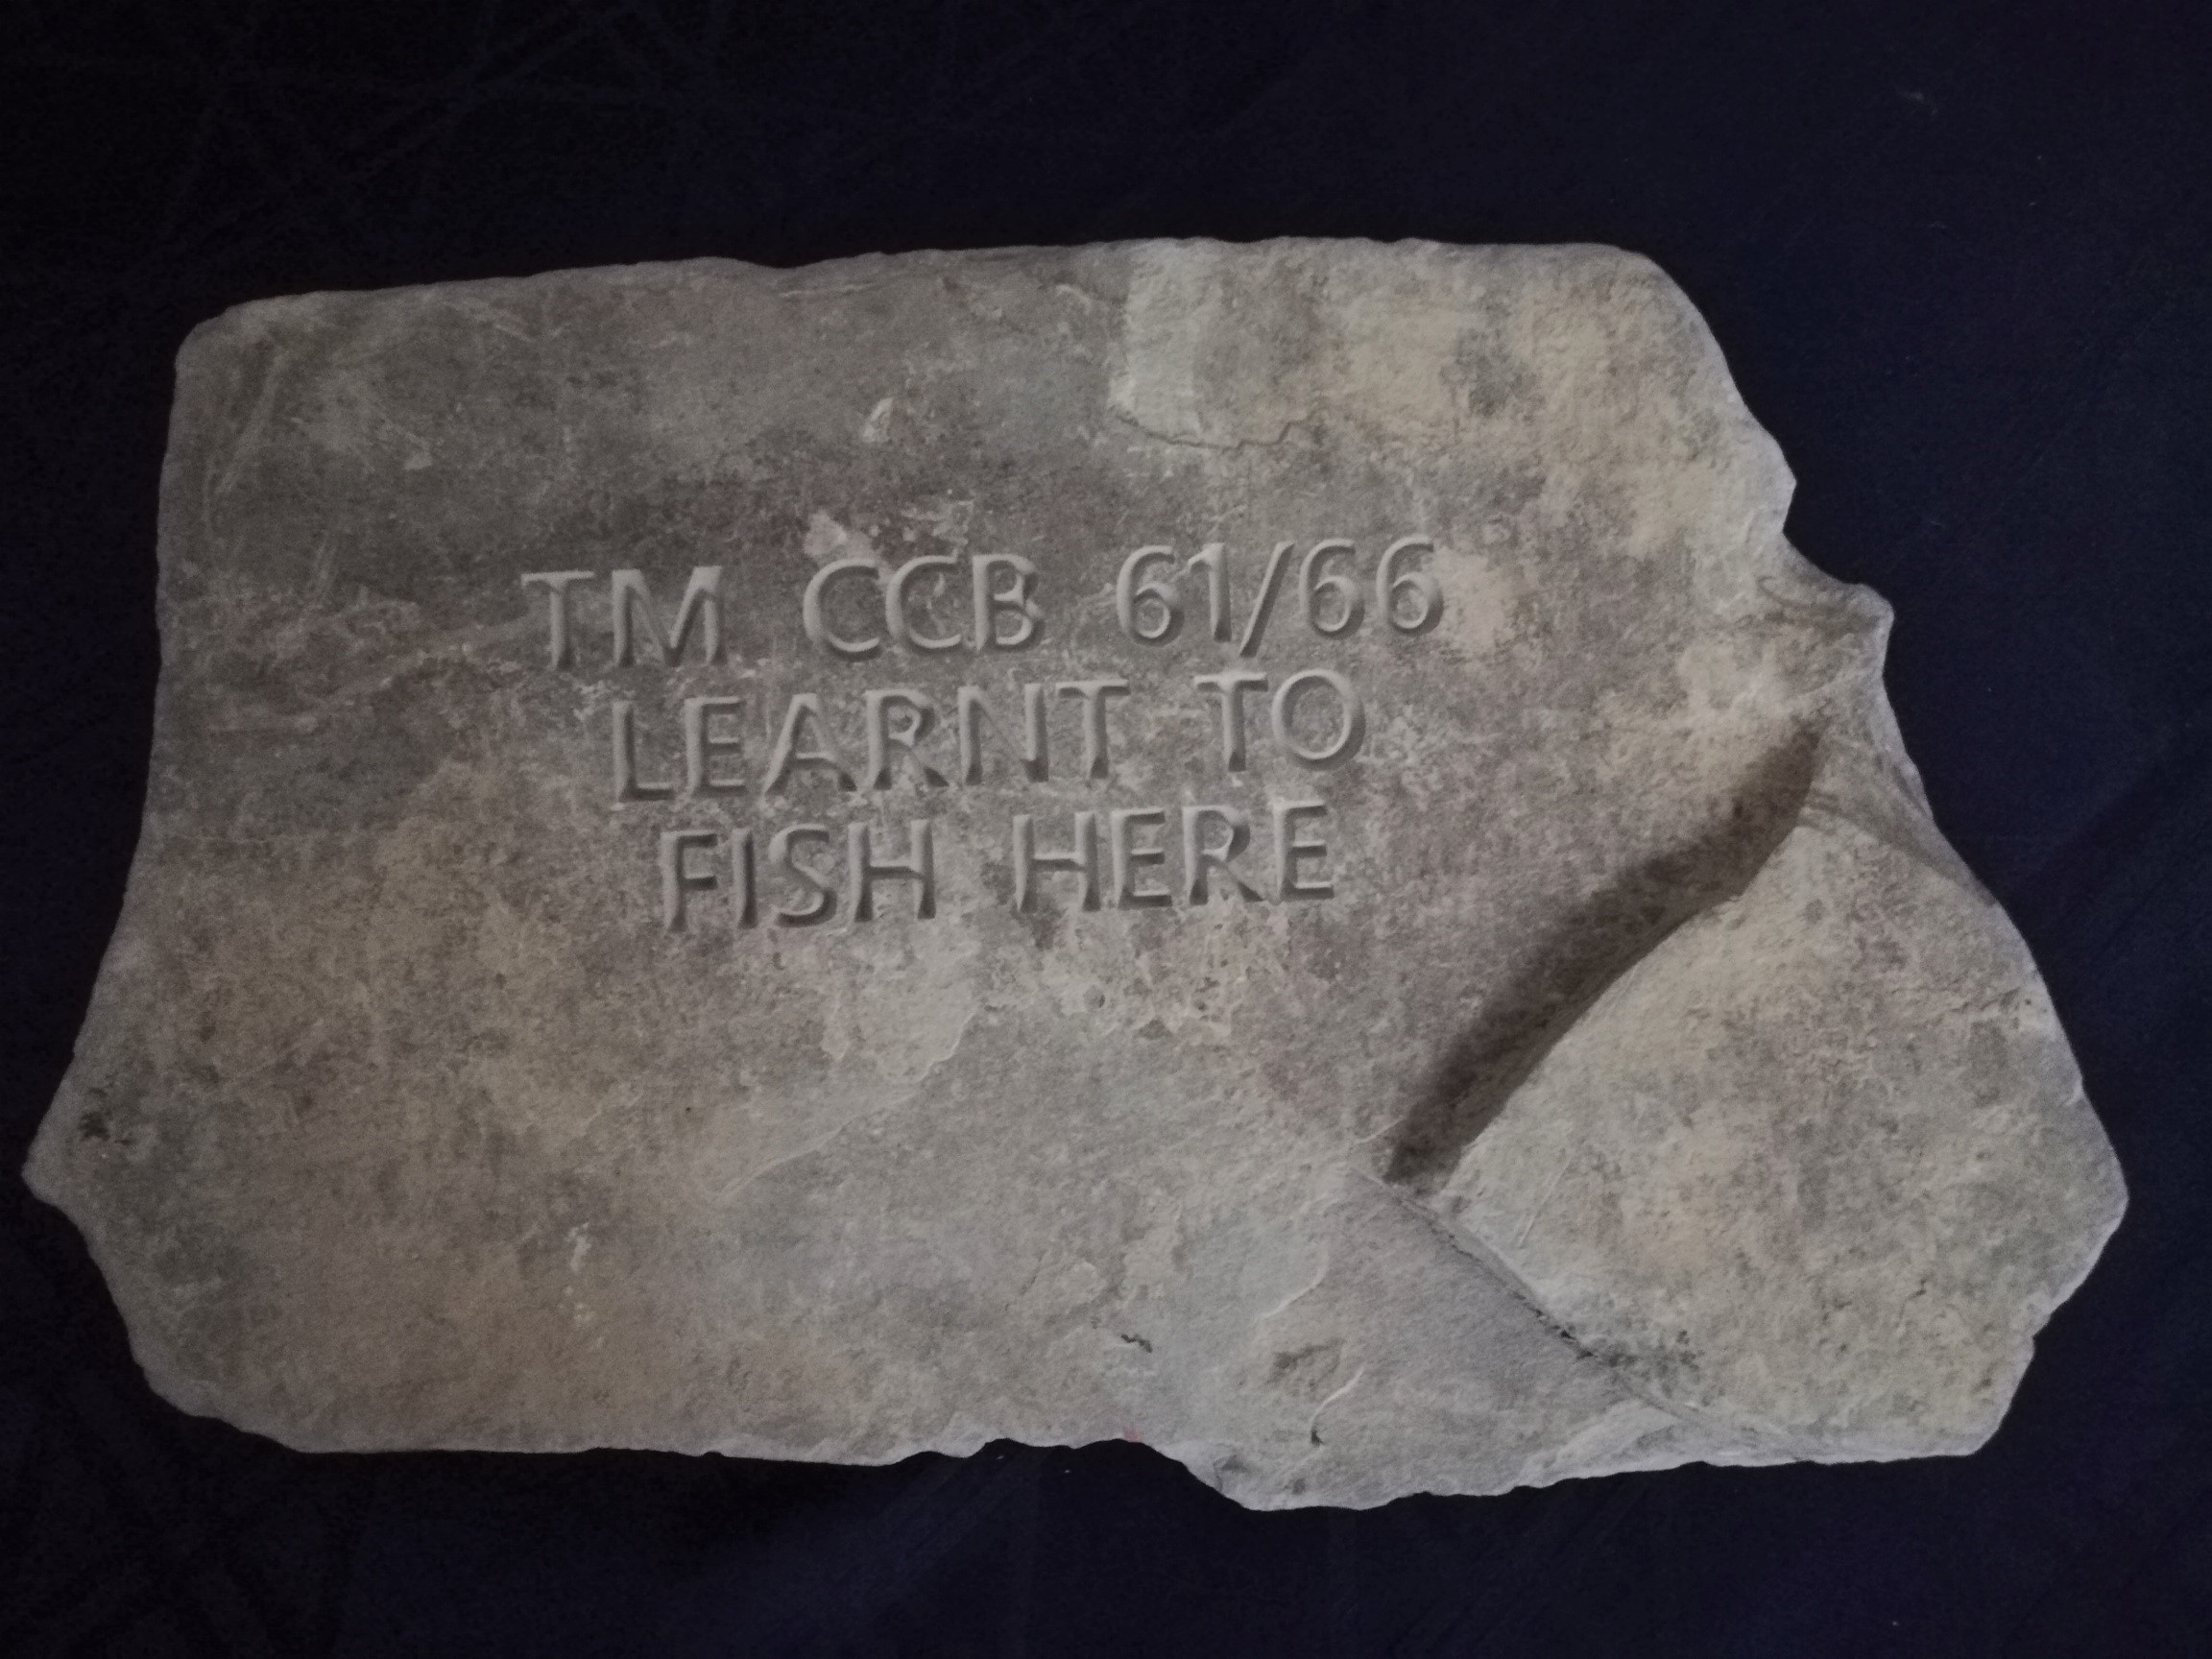 TM CCB 61/66
LEARNT TO
FISH HERE